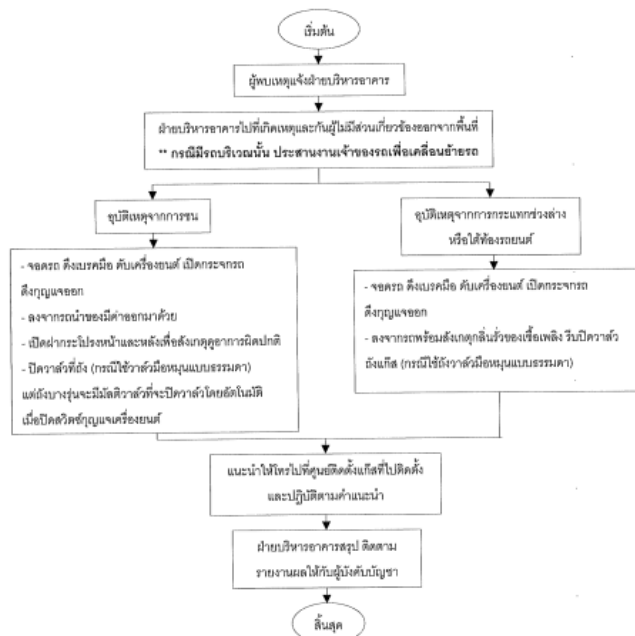 เริ่มต้น
ผู้พบเหตุแจ้งฝ่ายบริหารอาคาร
ฝ่ายบริหารอาคารไปที่เกิดเหตุและกันผู้ไม่มีส่วนเกี่ยวข้องออกจากพื้นที่
** กรณีมีรถบริเวณนั้น ประสานงานเจ้าของรถเพื่อเคลื่อนย้ายรถ
อุบัติเหตุจากการชน
- จอดรถ ดึงเบรคมือ ดับเครื่องยนต์ เปิดกระจกรถ
ดึงกุญแจออก
- ลงจากรถนำของมีค่าออกมาด้วย
- เปิดฝากระโปรงหน้าและหลังเพื่อสังเกตุดูอาการผิดปกติ
- ปิดวาล์วที่ถัง (กรณีใช้วาล์วมือหมุนแบบธรรมดา)
แต่ถังบางรุ่นจะมีมัลติวาล์วที่จะปิดวาล์วโดยอัตโนมัติ
เมื่อปิดสวิตซ์กุญแจเครื่องยนต์
อุบัติเหตุจากการกระแทกช่วงล่าง
หรือใต้ท้องรถยนต์
- จอดรถ ดึงเบรคมือ ดับเครื่องยนต์ เปิดกระจกรถ
ดึงกุญแจออก
- ลงจากรถพร้อมสังเกตุกลิ่นรั่วของเชื้อเพลิง รีบปิดวาล์ว
ถังแก๊ส (กรณีใช้ถังวาล์วมือหมุนแบบธรรมดา)
แนะนำให้โทรไปที่ศูนย์ติดตั้งแก๊สที่ไปติดตั้ง
และปฏิบัติตามคำแนะนำ
ฝ่ายบริหารอาคารสรุป ติดตาม
รายงานผลให้กับผู้บังคับบัญชา
สิ้นสุด